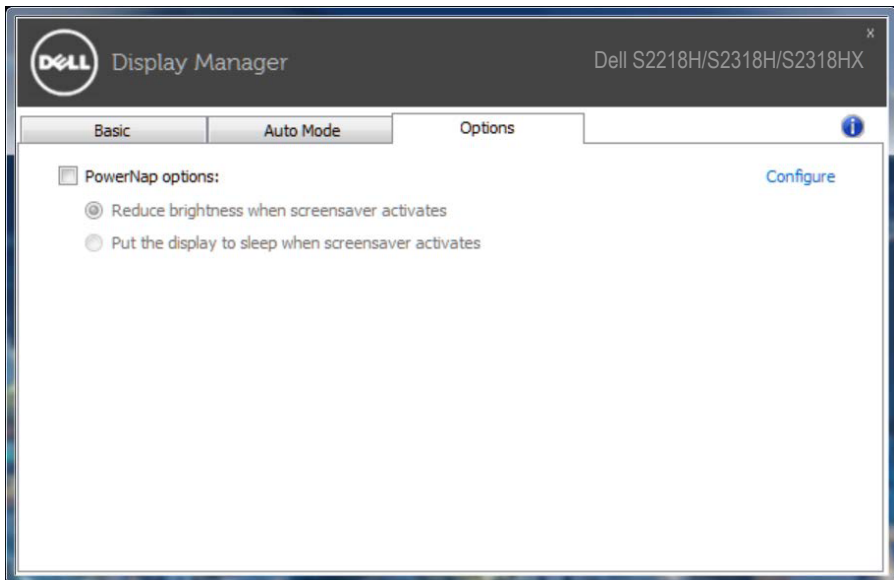 x
DELL Display Manager Dell S2218H/S2318H/S2318HX
Basic Auto Mode Options i
PowerNap options: Configure
Reduce brightness when screensaver activates
Put the display to sleep when screensaver activates